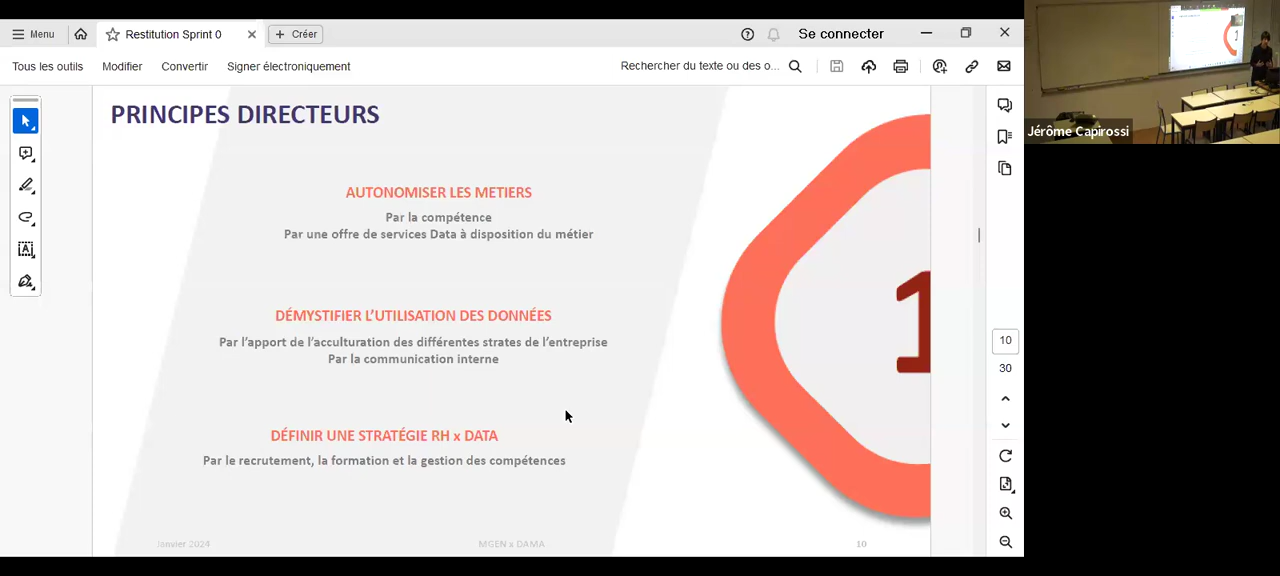 Menu
Restitution Sprint 0
Créer
Se connecter
Tous les outils
Modifier
Convertir
Signer électroniquement
Rechercher du texte ou des o...
PRINCIPES DIRECTEURS
AUTONOMISER LES METIERS
Par la compétence
Par une offre de services Data à disposition du métier
DÉMYSTIFIER L'UTILISATION DES DONNÉES
Par l'apport de l'acculturation des différentes strates de l'entreprise
Par la communication interne
DÉFINIR UNE STRATÉGIE RH x DATA
Par le recrutement, la formation et la gestion des compétences
1
Janvier 2024
MGEN x DAMA
10
10
30
Jérôme Capirossi